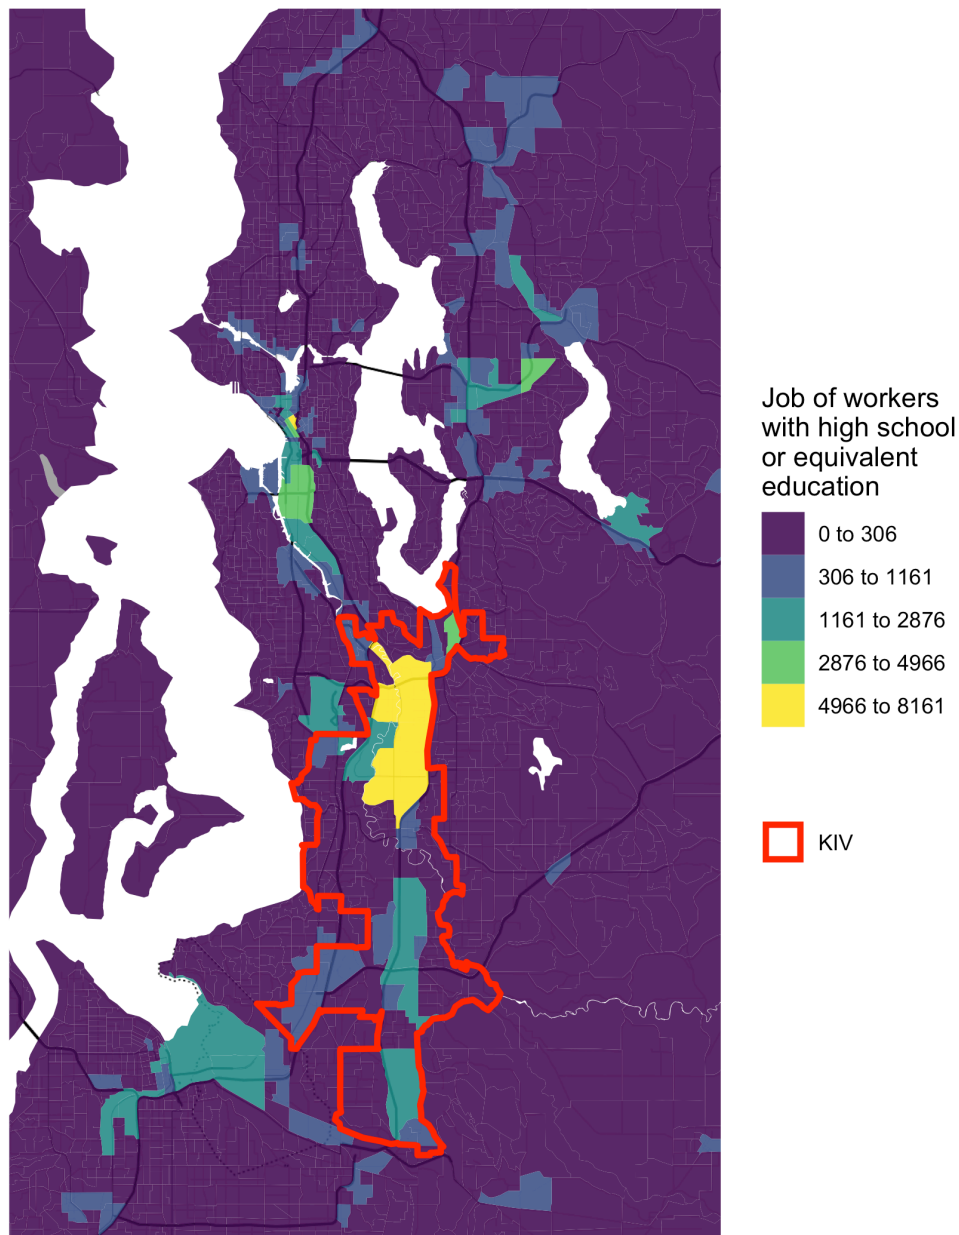 Job of workers
with high school
or equivalent
education
0 to 306
306 to 1161
1161 to 2876
2876 to 4966
4966 to 8161
KIV